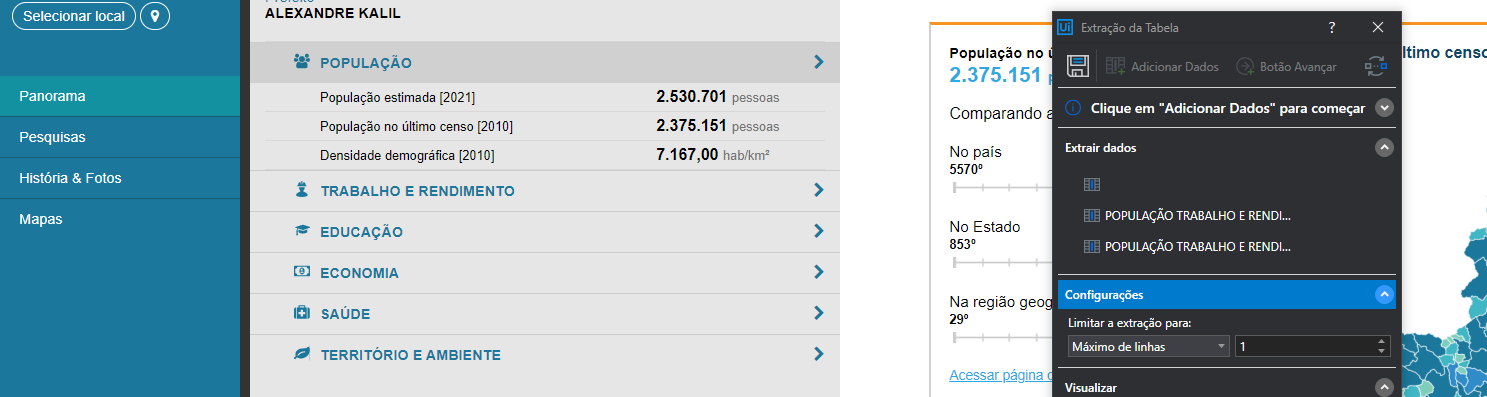 Selecionar local
Panorama
Pesquisas
História & Fotos
Mapas
ALEXANDRE KALIL
POPULAÇÃO
População estimada [2021] 2.530.701 pessoas
População no último censo [2010] 2.375.151 pessoas
Densidade demográfica [2010] 7.167,00 hab/km²
TRABALHO E RENDIMENTO
EDUCAÇÃO
ECONOMIA
SAÚDE
TERRITÓRIO E AMBIENTE
População no
2.375.151
Comparando a
No país
5570º
No Estado
853º
Na região geog
29º
Acessar página
ltimo censo
Ui Extração da Tabela ?
Adicionar Dados Botão Avançar
Clique em "Adicionar Dados" para começar
Extrair dados
POPULAÇÃO TRABALHO E RENDI...
POPULAÇÃO TRABALHO E RENDI...
Configurações
Limitar a extração para:
Máximo de linhas 1
Visualizar